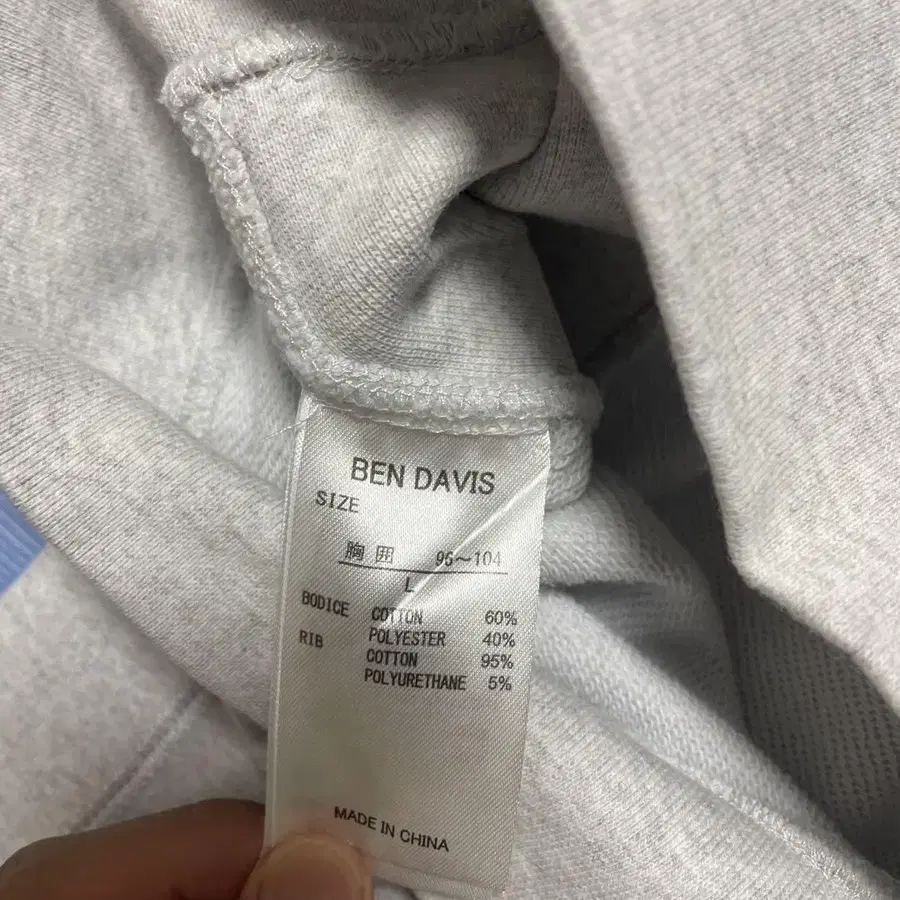 BEN DAVIS
SIZE
胸囲 96～104
L
BODICE COTTON 60%
POLYESTER 40%
RIB COTTON 95%
POLYURETHANE 5%
MADE IN CHINA